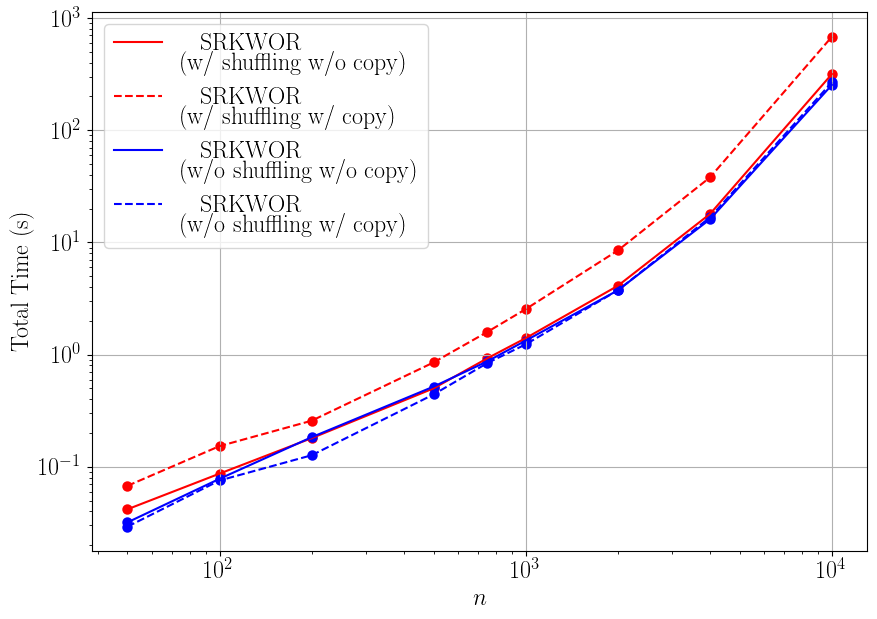 10^3
10^2
10^1
10^0
10^{-1}
Total Time (s)
SRKWOR
(w/ shuffling w/o copy)
SRKWOR
(w/ shuffling w/ copy)
SRKWOR
(w/o shuffling w/o copy)
SRKWOR
(w/o shuffling w/ copy)
10^2
10^3
10^4
n